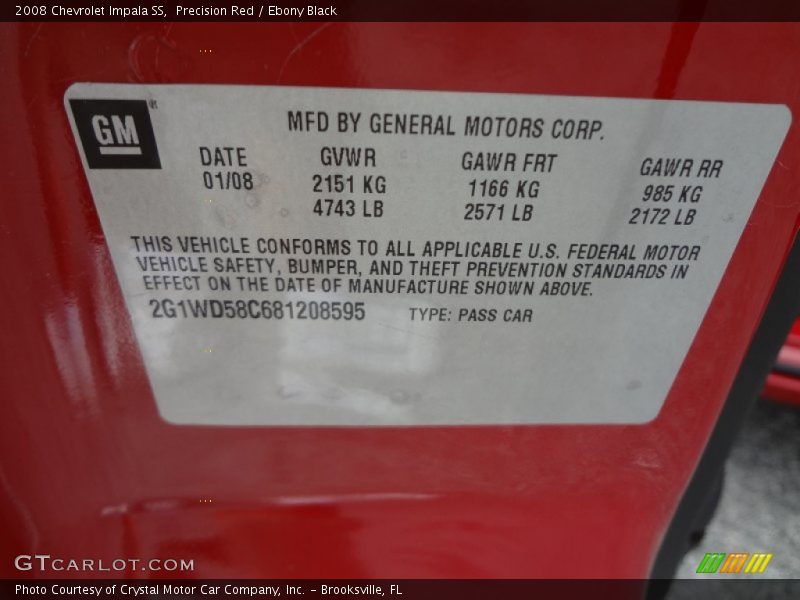 2008 Chevrolet Impala SS,  Precision Red / Ebony Black
GM®
MFD BY GENERAL MOTORS CORP.
DATE GVWR GAWR FRT GAWR RR
01/08 2151 KG 1166 KG 985 KG
4743 LB 2571 LB 2172 LB
THIS VEHICLE CONFORMS TO ALL APPLICABLE U.S. FEDERAL MOTOR
VEHICLE SAFETY, BUMPER, AND THEFT PREVENTION STANDARDS IN
EFFECT ON THE DATE OF MANUFACTURE SHOWN ABOVE.
2G1WD58C681208595 TYPE: PASS CAR
GTCARLOT.COM
Photo Courtesy of Crystal Motor Car Company, Inc. - Brooksville, FL